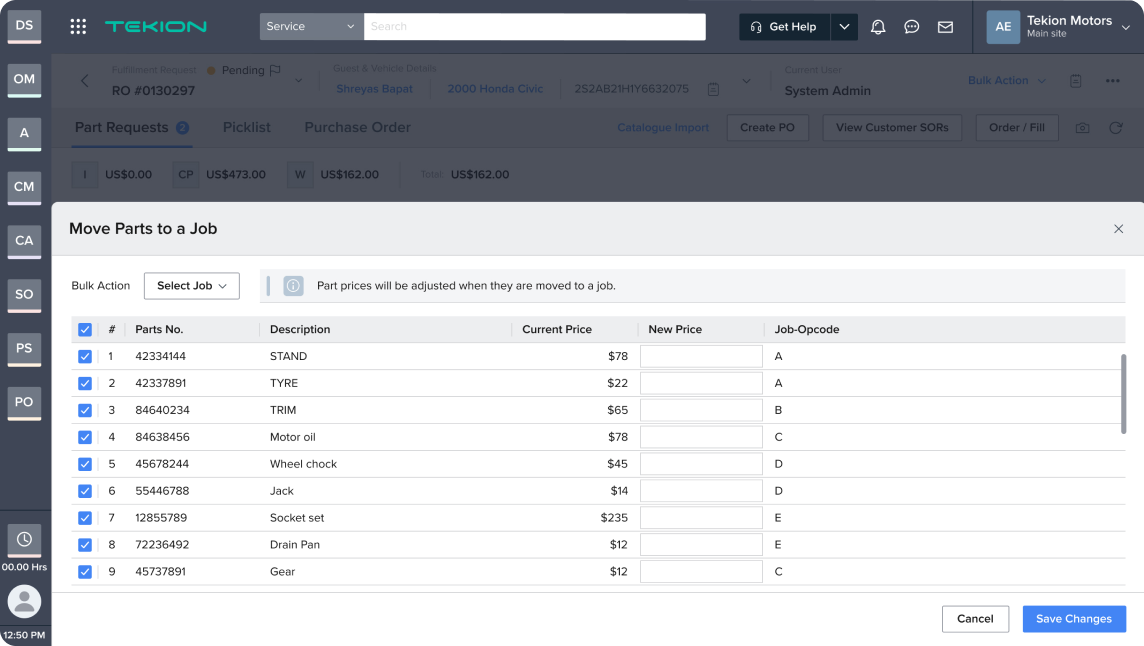 DS
TEKION
Service
Search
Get Help
AE
Tekion Motors
Main site
OM
A
CM
CA
SO
PS
PO
00.00 Hrs
12:50 PM
Fulfillment Request
Pending
RO #0130297
Guest & Vehicle Details
Shreyas Bapat
2000 Honda Civic
2S2AB21H1Y6632075
Current User
System Admin
Bulk Action
Part Requests 2
Picklist
Purchase Order
Catalogue Import
Create PO
View Customer SORs
Order / Fill
I US$0.00 CP US$473.00 W US$162.00 Total: US$162.00
Move Parts to a Job
Bulk Action
Select Job
Part prices will be adjusted when they are moved to a job.
# Parts No. Description Current Price New Price Job-Opcode
1 42334144 STAND $78 A
2 42337891 TYRE $22 A
3 84640234 TRIM $65 B
4 84638456 Motor oil $78 C
5 45678244 Wheel chock $45 D
6 55446788 Jack $14 D
7 12855789 Socket set $235 E
8 72236492 Drain Pan $12 E
9 45737891 Gear $12 C
Cancel
Save Changes